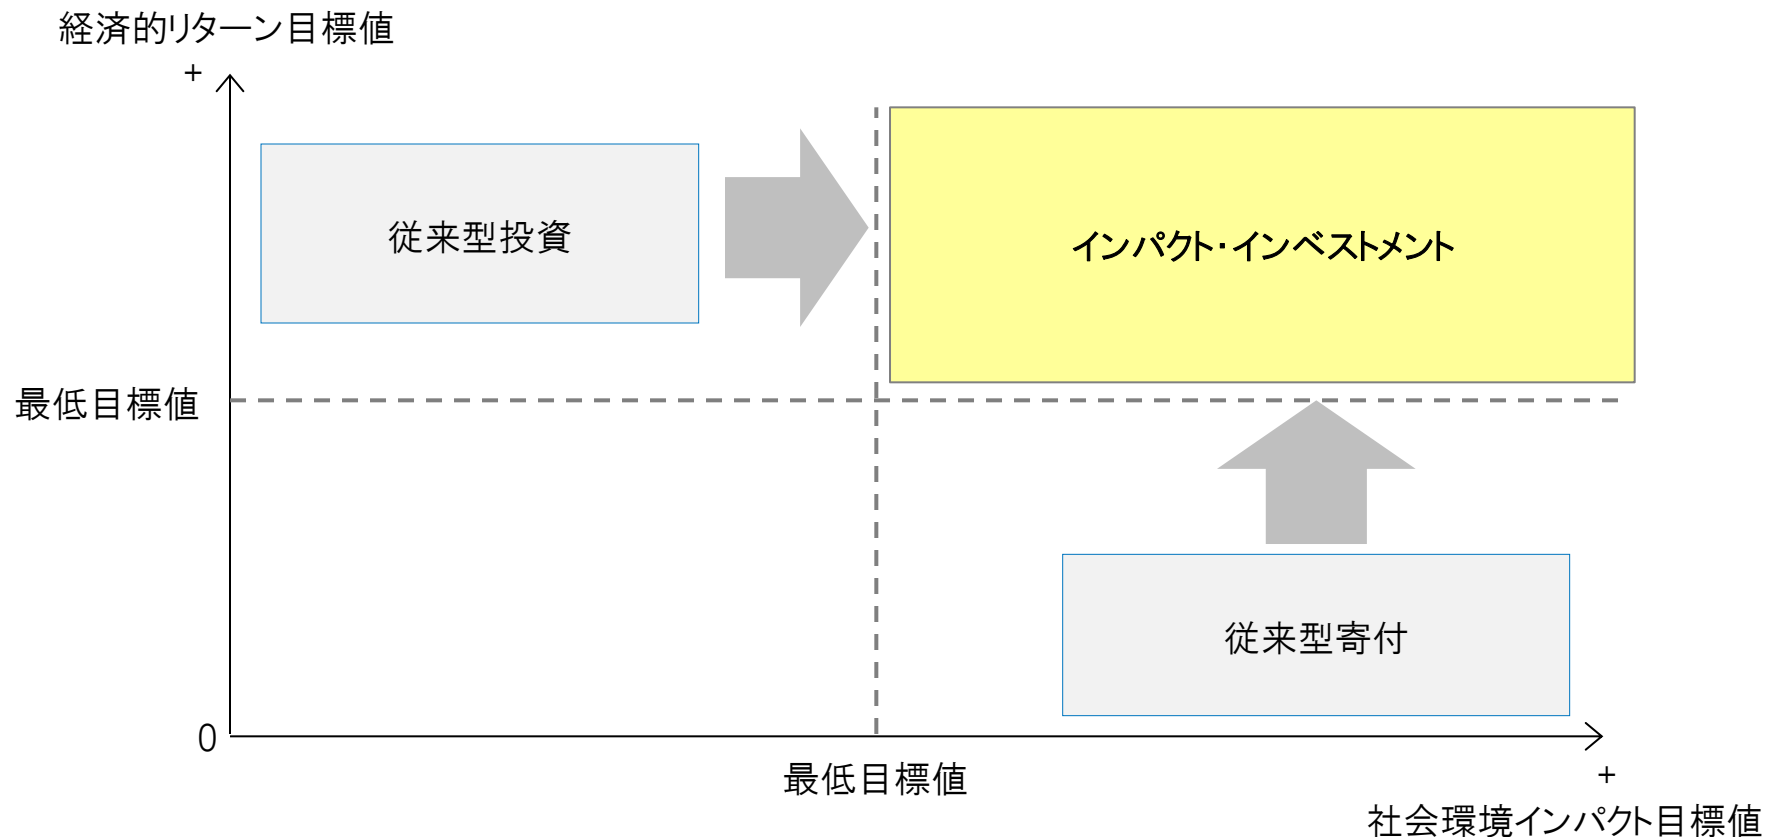 経済的リターン目標値
+
従来型投資
インパクト・インベストメント
最低目標値
従来型寄付
0
最低目標値
+
社会環境インパクト目標値